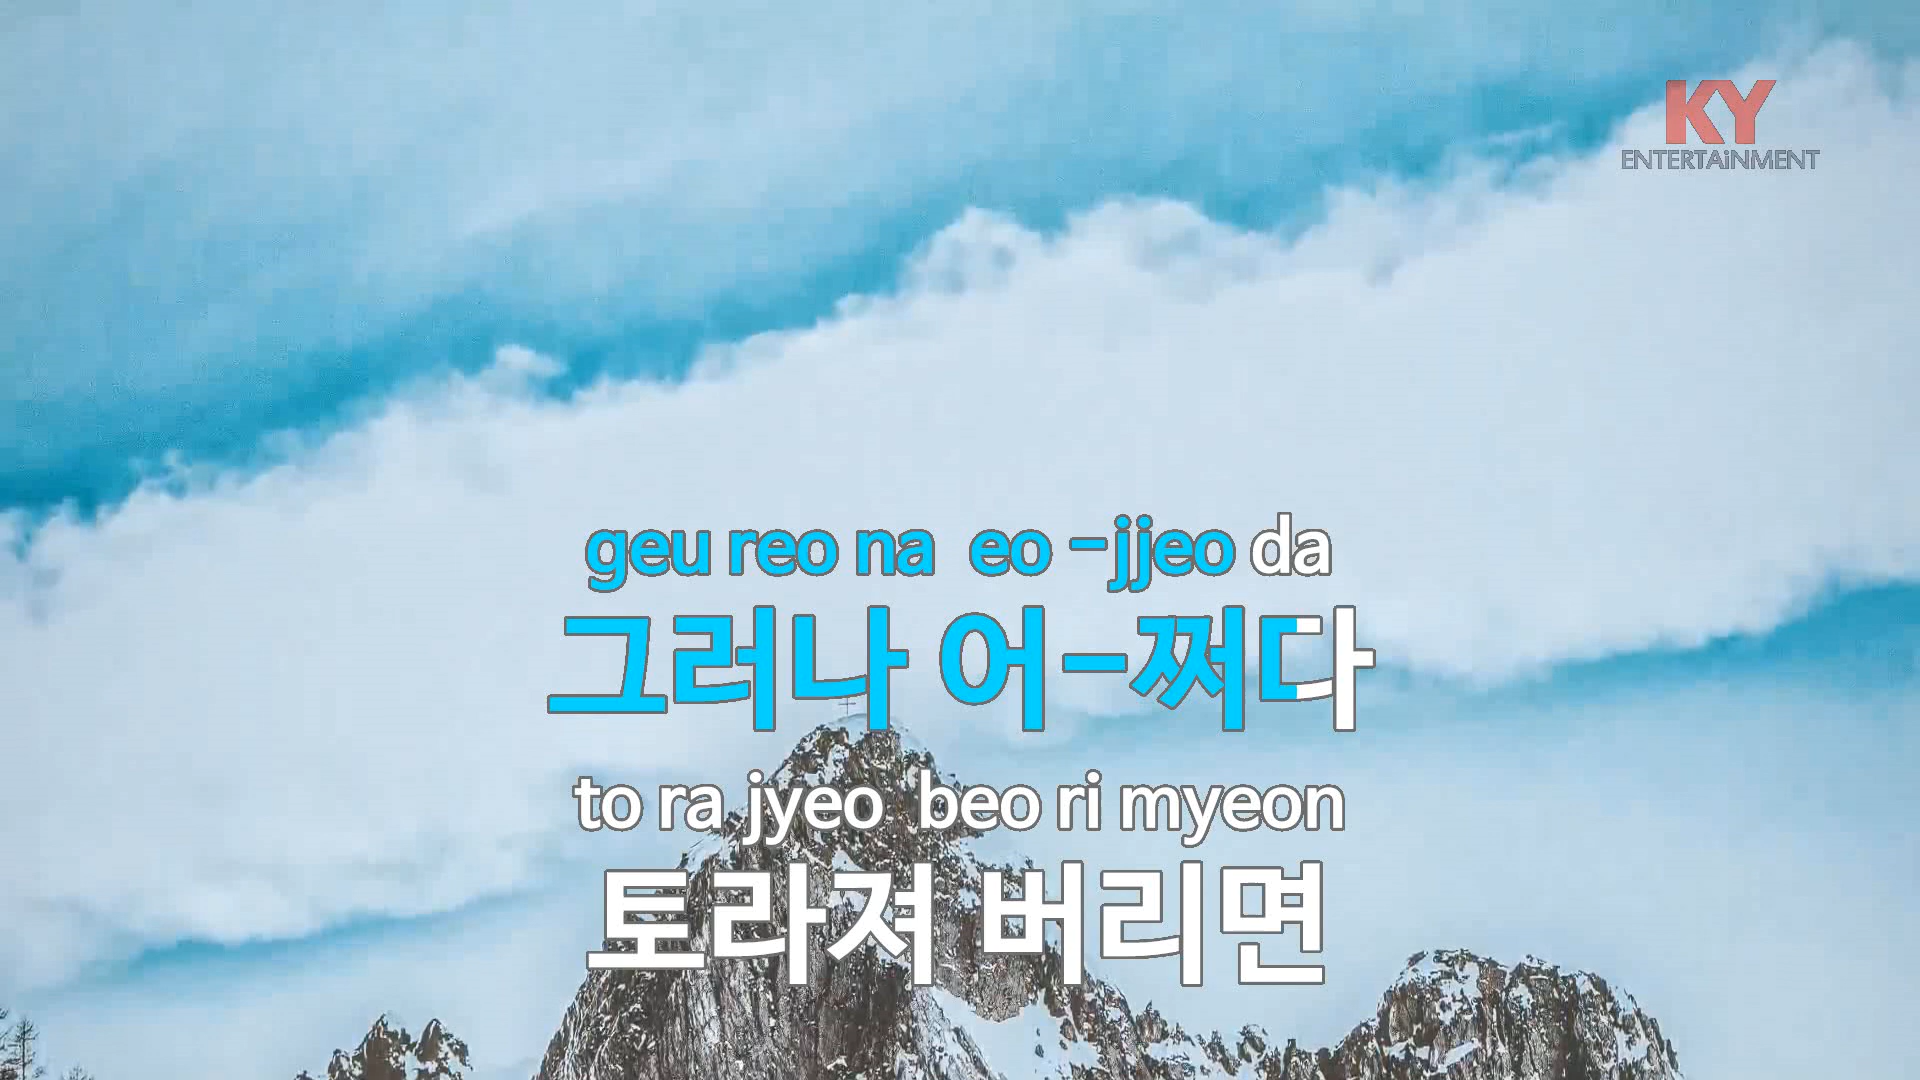 KY
ENTERTAiNMENT
geu reo na eo -jjeo da
그러나 어-쩌다
to ra jyeo beo ri myeon
토라져 버리면